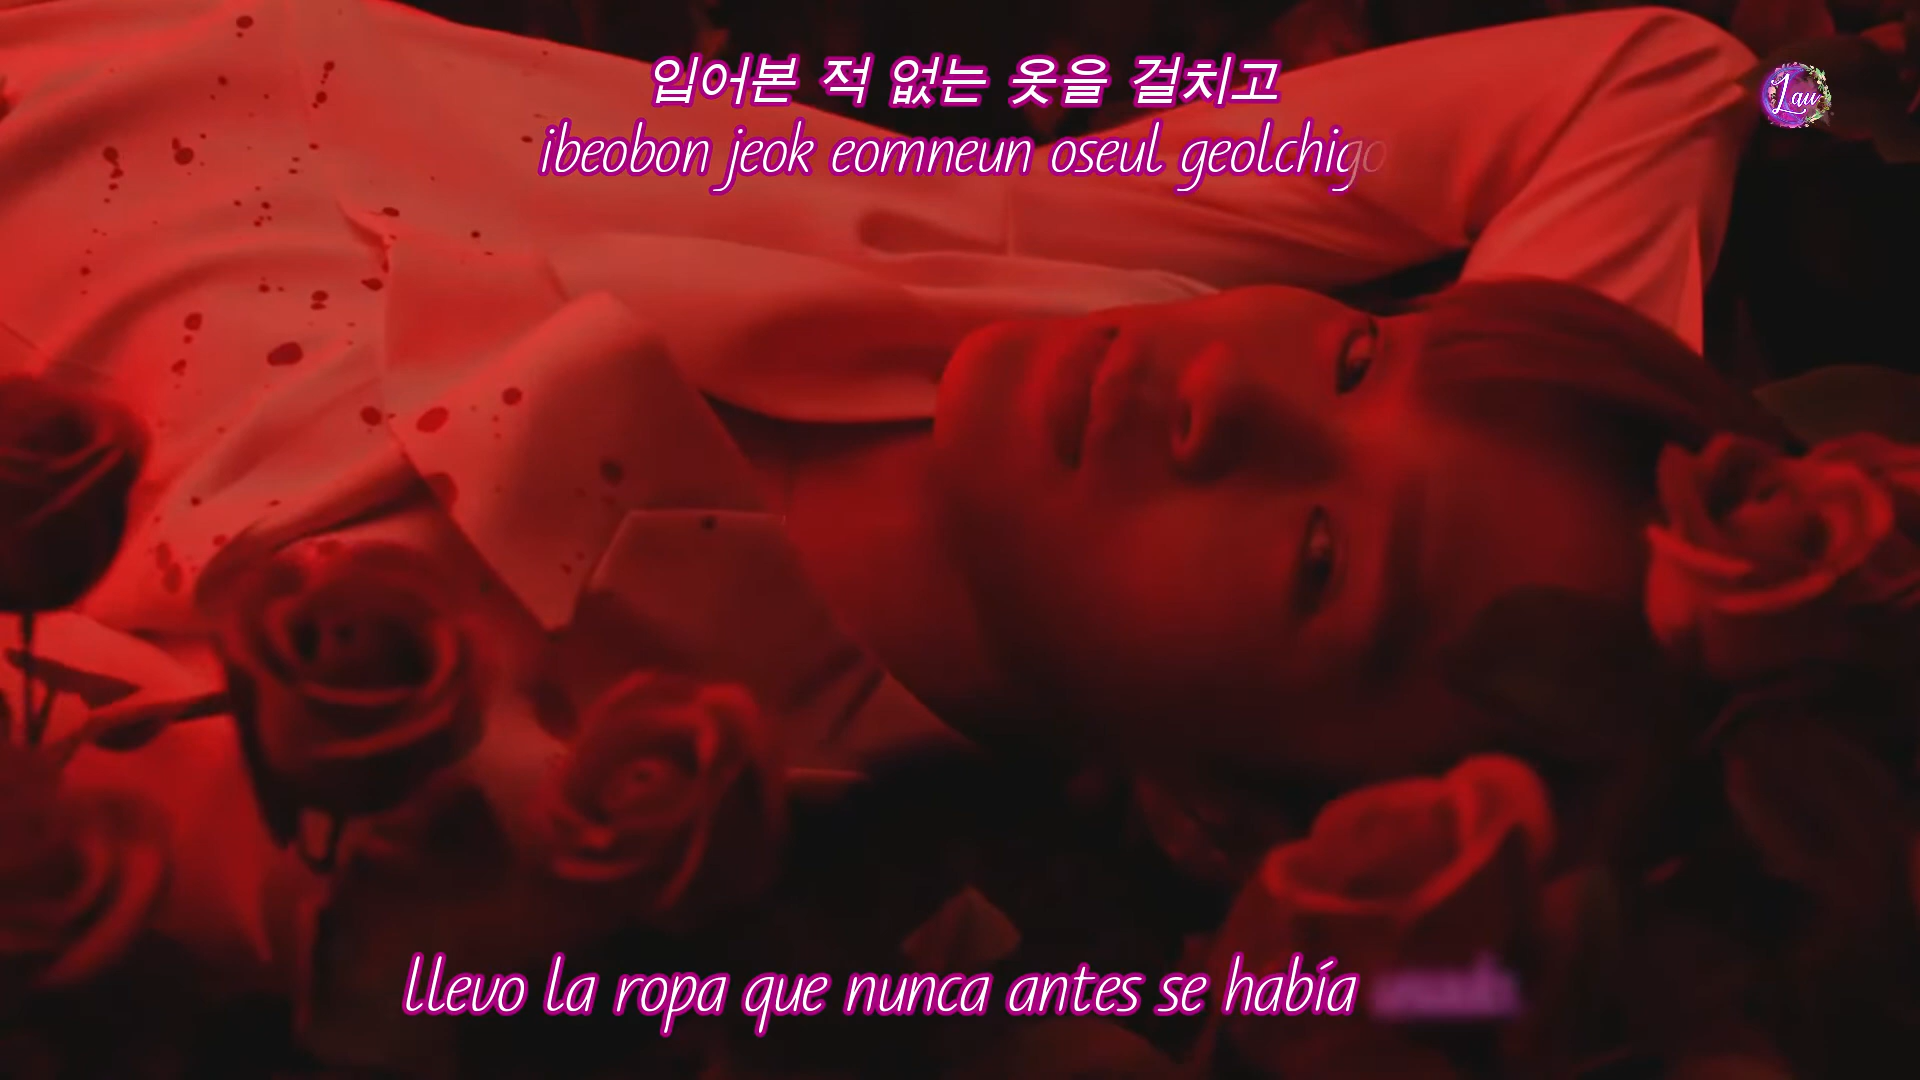 입어본 적 없는 옷을 걸치고
Lau
ibeobon jeok eomneun oseul geolchigo
llevo la ropa que nunca antes se había